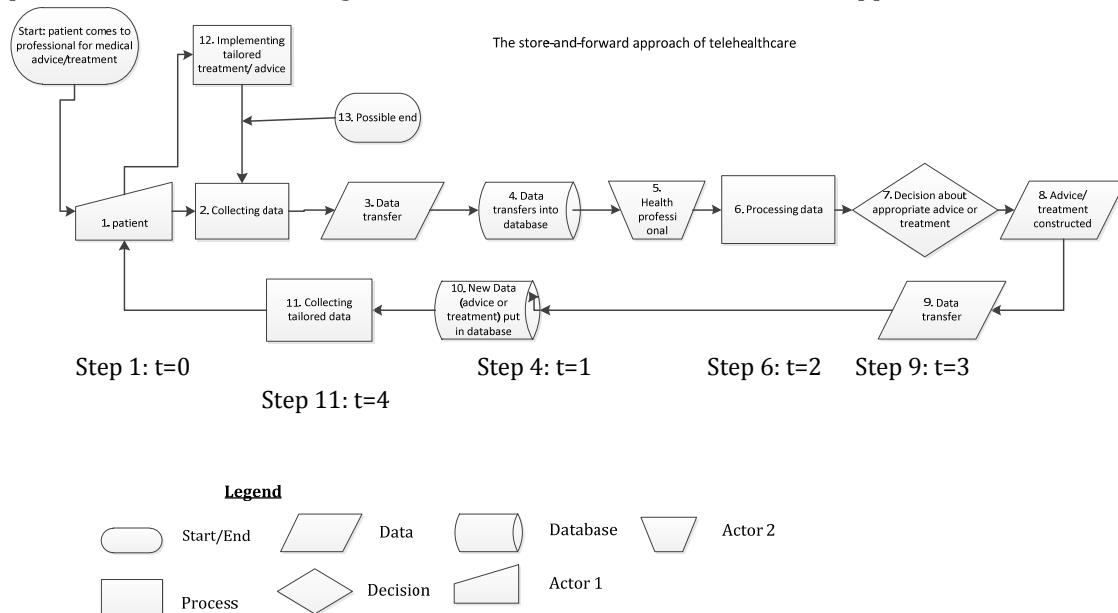 Start: patient comes to
professional for medical
advice/treatment
12. Implementing
tailored
treatment/ advice
The store-and-forward approach of telehealthcare
13. Possible end
1. patient
2. Collecting data
3. Data
transfer
4. Data
transfers into
database
5.
Health
professi
onal
6. Processing data
7. Decision about
appropriate advice or
treatment
8. Advice/
treatment
constructed
9. Data
transfer
10. New Data
(advice or
treatment) put
in database
11. Collecting
tailored data
Step 1: t=0
Step 4: t=1
Step 6: t=2
Step 9: t=3
Step 11: t=4
Legend
Start/End
Data
Database
Actor 2
Process
Decision
Actor 1